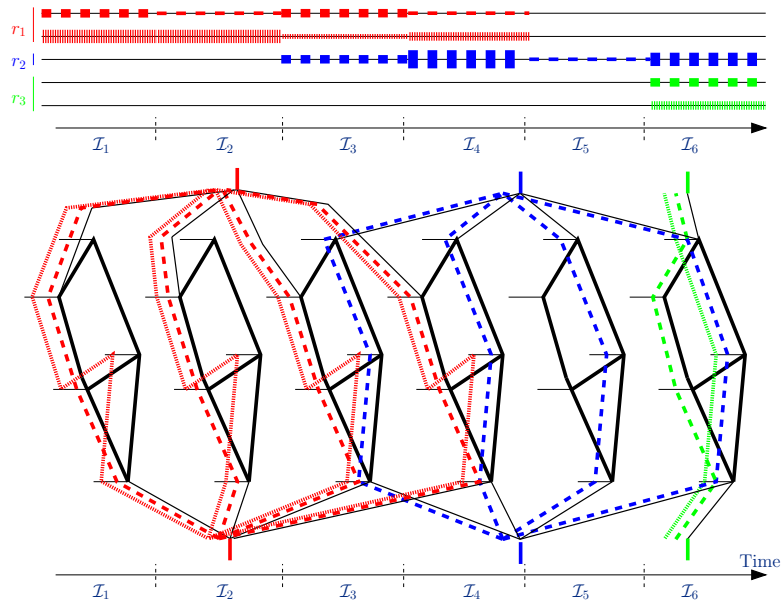 r₁
r₂
r₃
ℐ₁ ℐ₂ ℐ₃ ℐ₄ ℐ₅ ℐ₆
Time
ℐ₁ ℐ₂ ℐ₃ ℐ₄ ℐ₅ ℐ₆